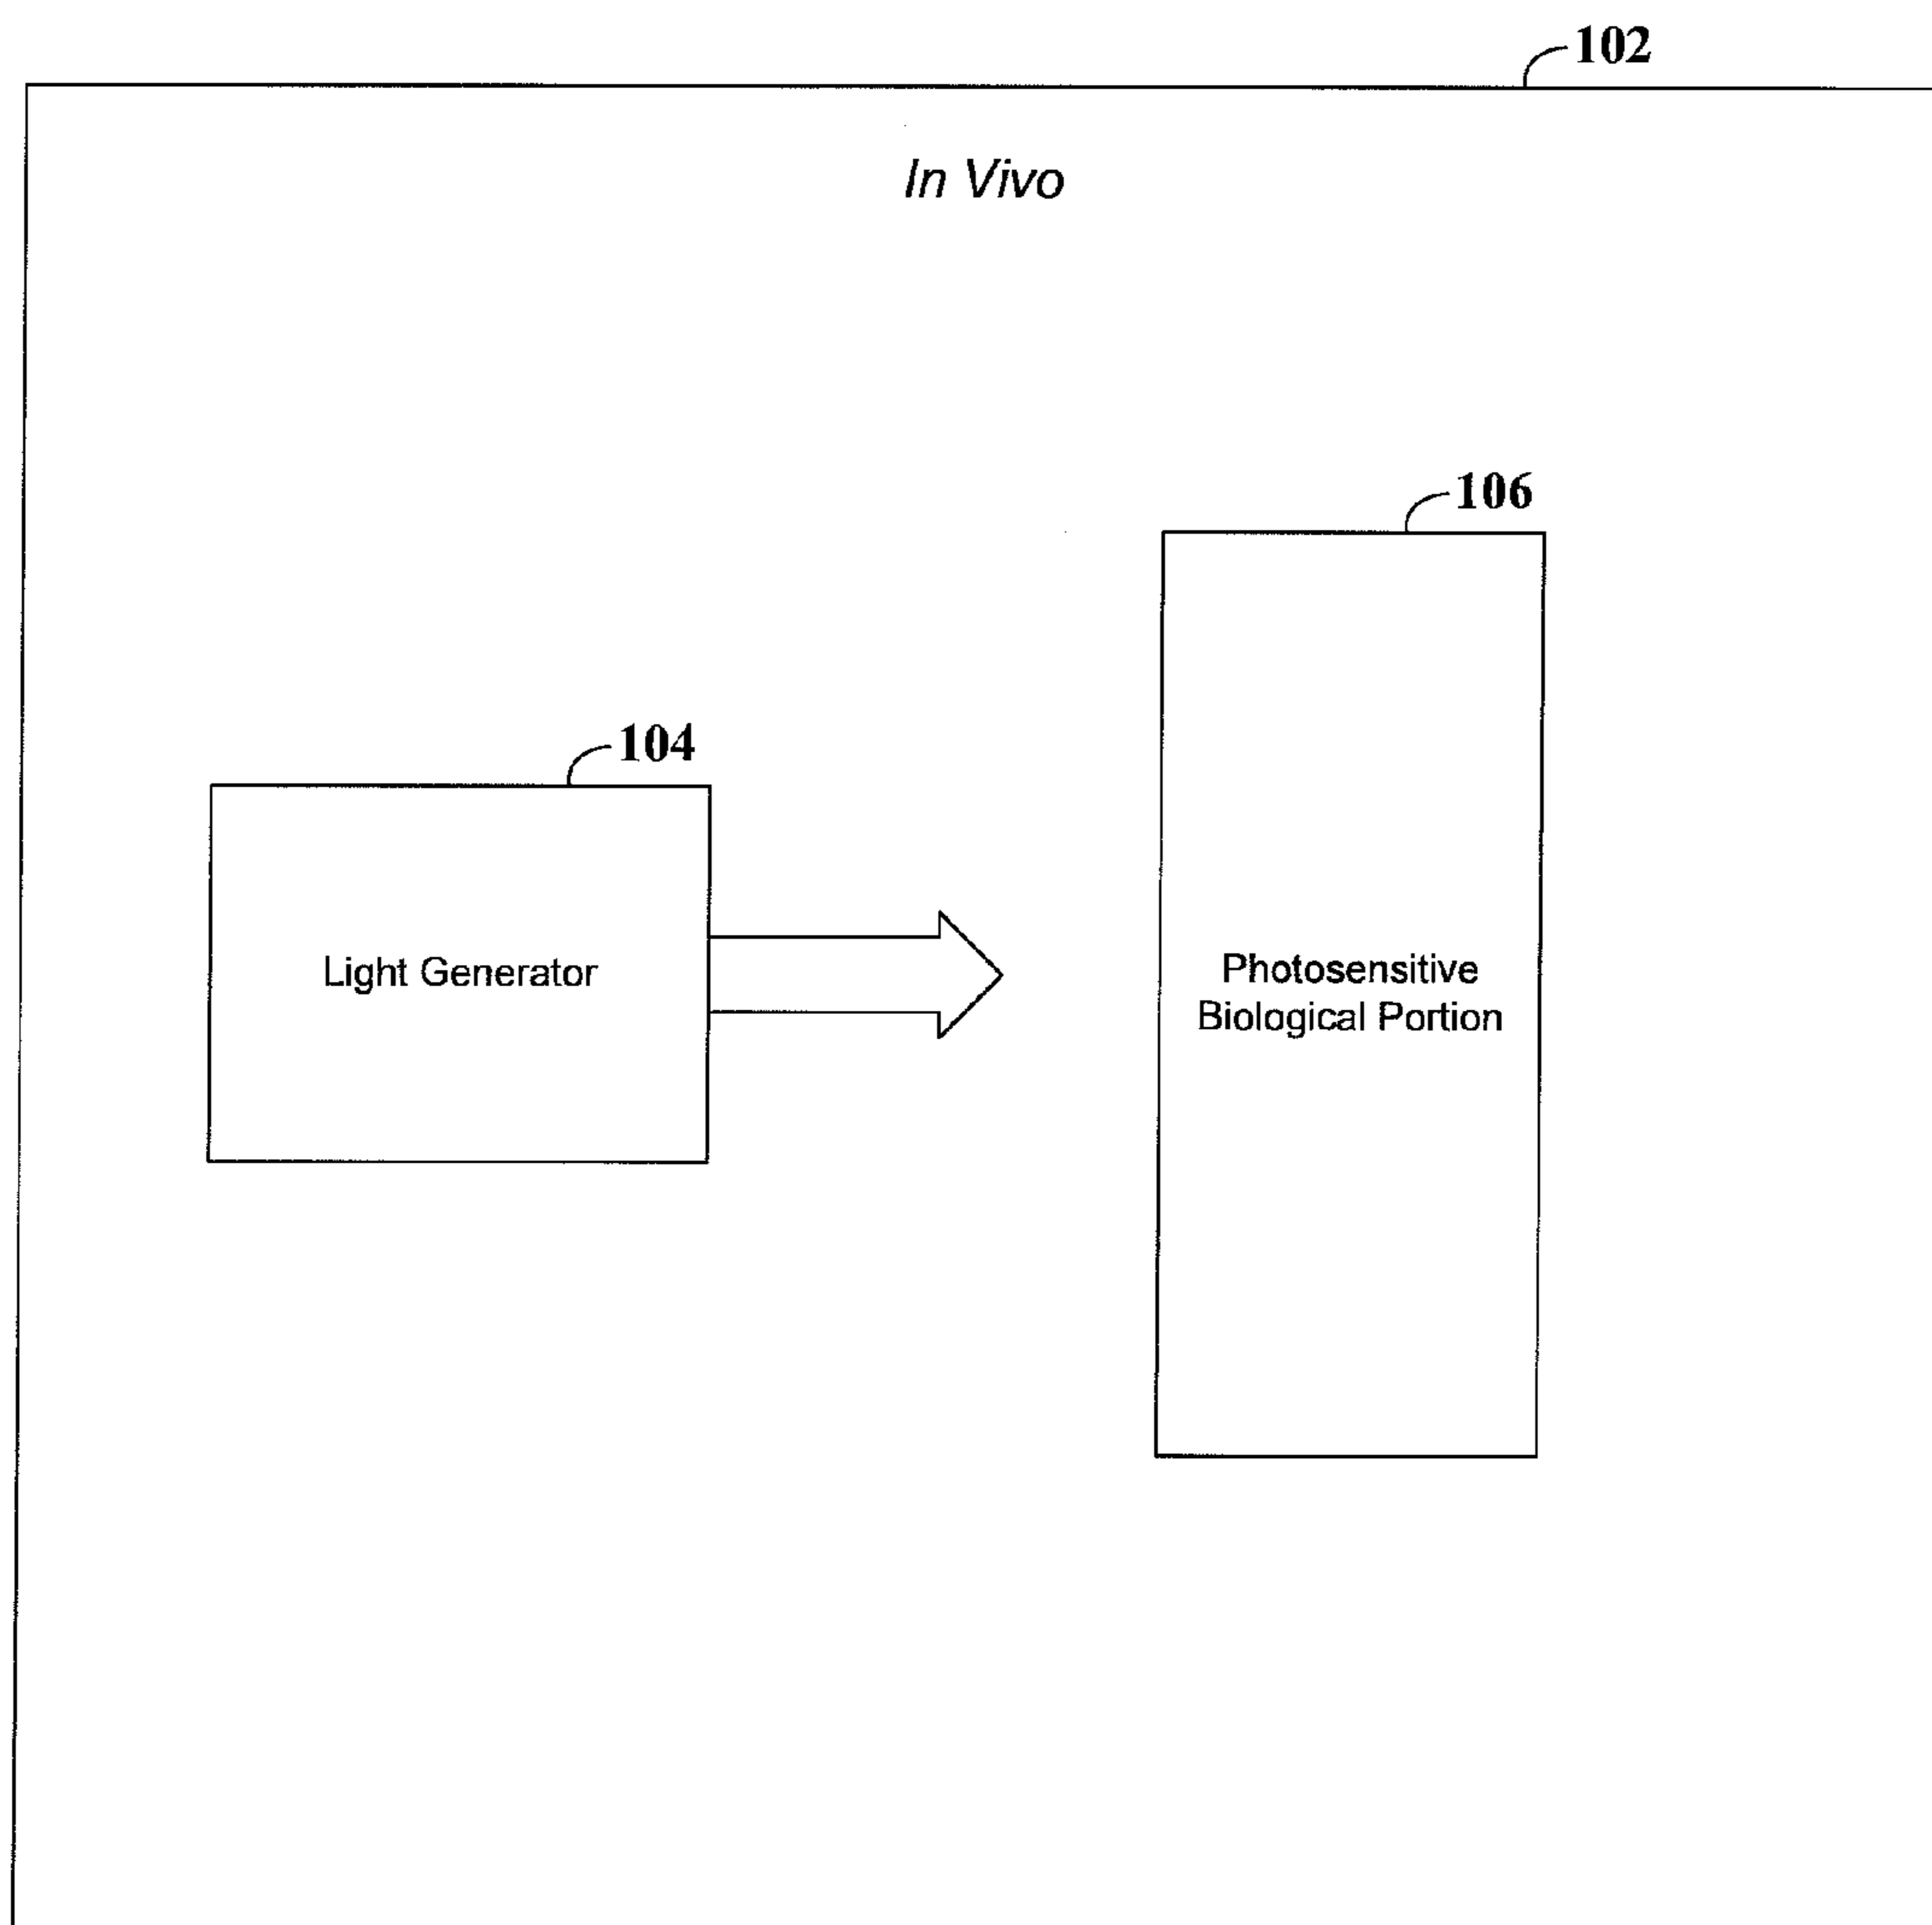 102
In Vivo
106
104
Light Generator
Photosensitive
Biological Portion